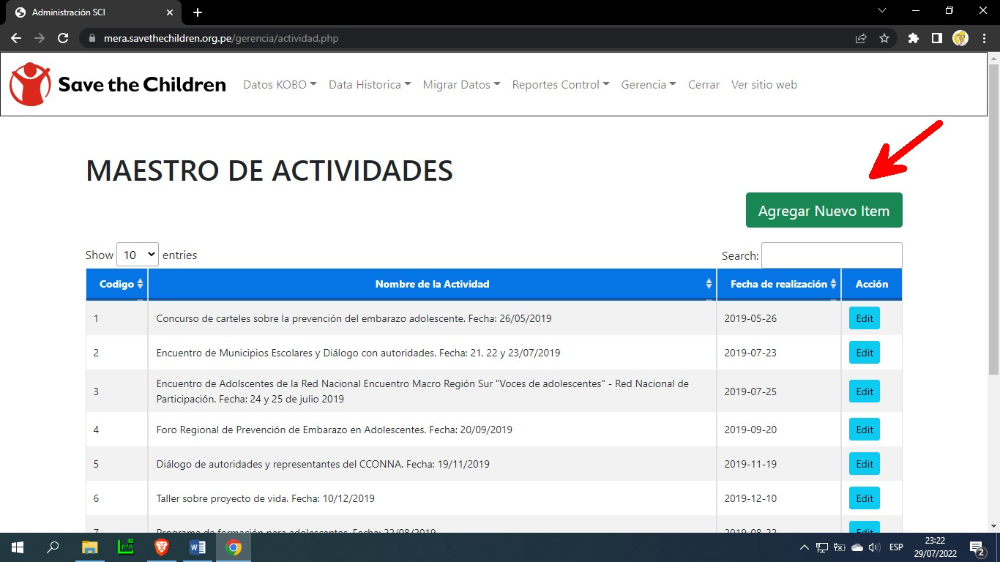 Administración SCI
mera.savethechildren.org.pe/gerencia/actividad.php
Save the Children Datos KOBO Data Historica Migrar Datos Reportes Control Gerencia Cerrar Ver sitio web
MAESTRO DE ACTIVIDADES
Agregar Nuevo Item
Show 10 entries Search:
Codigo Nombre de la Actividad Fecha de realización Acción
1 Concurso de carteles sobre la prevención del embarazo adolescente. Fecha: 26/05/2019 2019-05-26 Edit
2 Encuentro de Municipios Escolares y Diálogo con autoridades. Fecha: 21, 22 y 23/07/2019 2019-07-23 Edit
3 Encuentro de Adolscentes de la Red Nacional Encuentro Macro Región Sur "Voces de adolescentes" - Red Nacional de
Participación. Fecha: 24 y 25 de julio 2019 2019-07-25 Edit
4 Foro Regional de Prevención de Embarazo en Adolescentes. Fecha: 20/09/2019 2019-09-20 Edit
5 Diálogo de autoridades y representantes del CCONNA. Fecha: 19/11/2019 2019-11-19 Edit
6 Taller sobre proyecto de vida. Fecha: 10/12/2019 2019-12-10 Edit
7 Programa de formación para adolescentes. Fecha: 22/08/2019 2019-08-22 Edit
ESP
23:22
29/07/2022
2